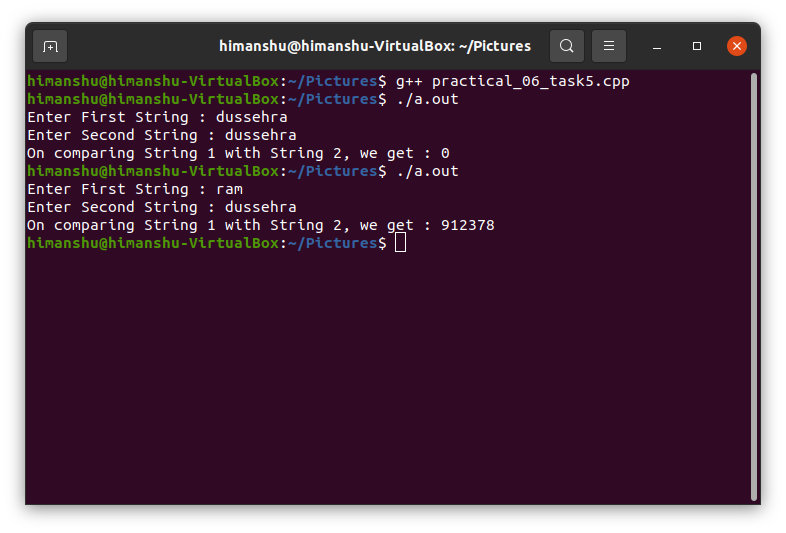 himanshu@himanshu-VirtualBox: ~/Pictures
himanshu@himanshu-VirtualBox:~/Pictures$ g++ practical_06_task5.cpp
himanshu@himanshu-VirtualBox:~/Pictures$ ./a.out
Enter First String : dussehra
Enter Second String : dussehra
On comparing String 1 with String 2, we get : 0
himanshu@himanshu-VirtualBox:~/Pictures$ ./a.out
Enter First String : ram
Enter Second String : dussehra
On comparing String 1 with String 2, we get : 912378
himanshu@himanshu-VirtualBox:~/Pictures$